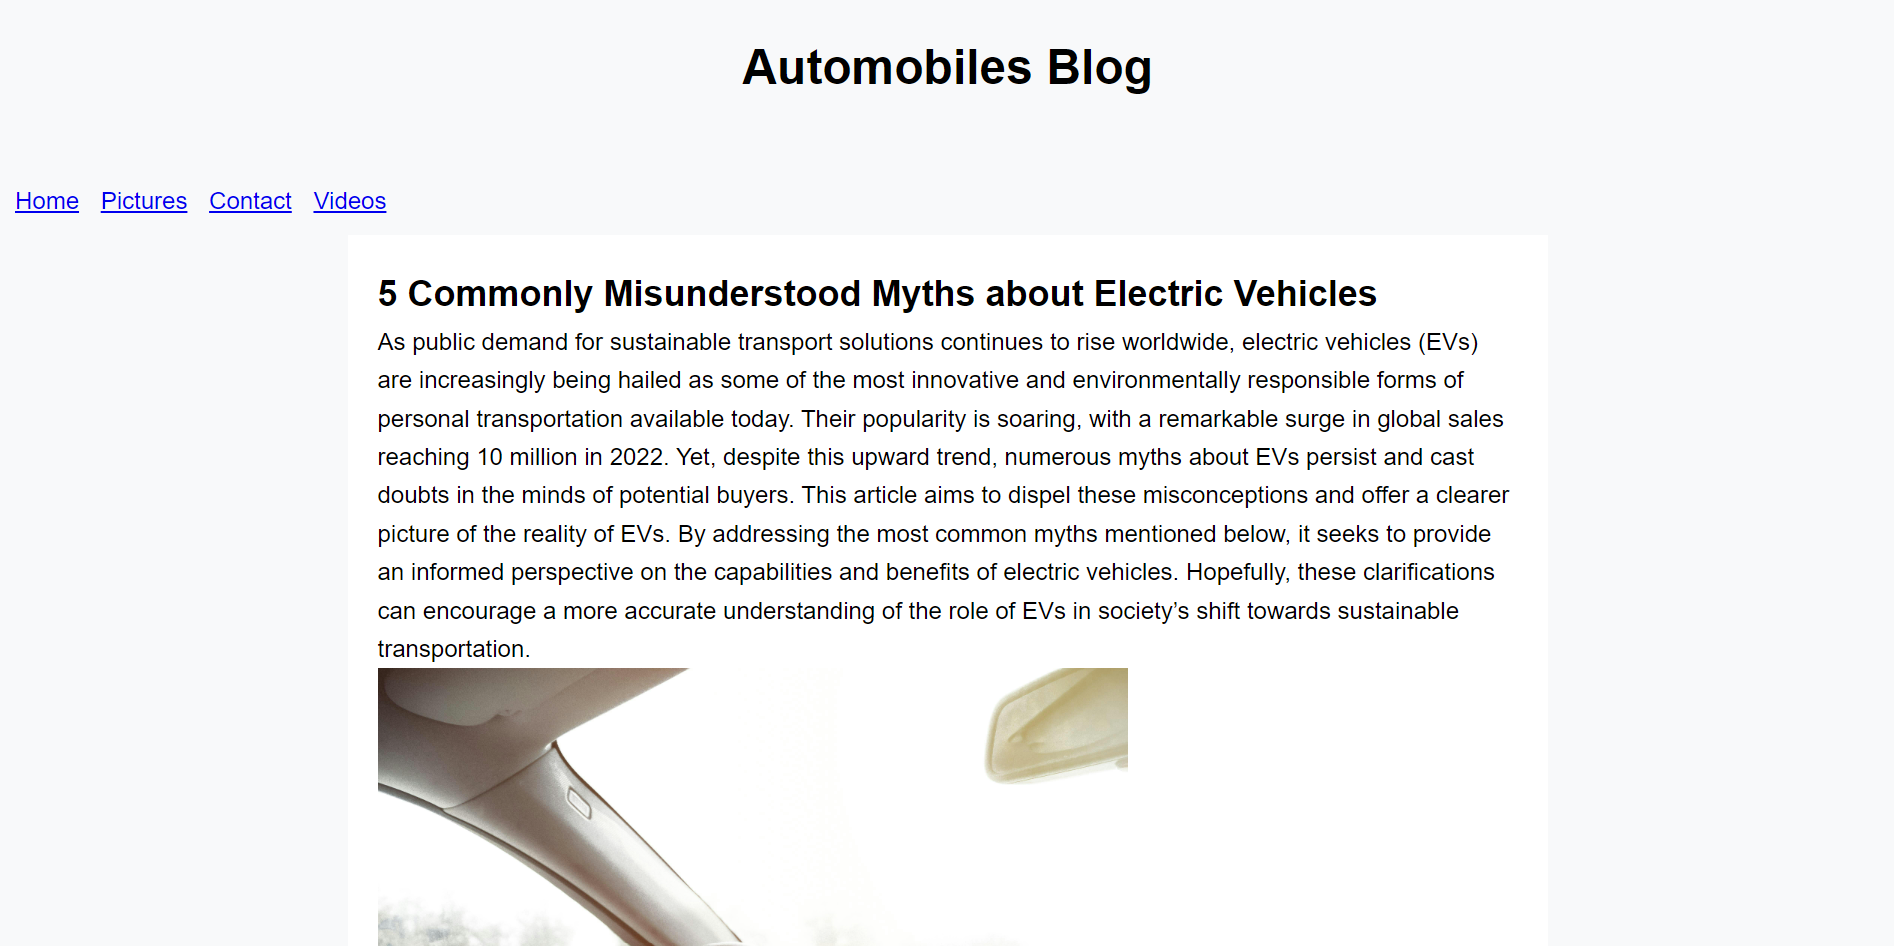 Automobiles Blog
Home Pictures Contact Videos
5 Commonly Misunderstood Myths about Electric Vehicles
As public demand for sustainable transport solutions continues to rise worldwide, electric vehicles (EVs)
are increasingly being hailed as some of the most innovative and environmentally responsible forms of
personal transportation available today. Their popularity is soaring, with a remarkable surge in global sales
reaching 10 million in 2022. Yet, despite this upward trend, numerous myths about EVs persist and cast
doubts in the minds of potential buyers. This article aims to dispel these misconceptions and offer a clearer
picture of the reality of EVs. By addressing the most common myths mentioned below, it seeks to provide
an informed perspective on the capabilities and benefits of electric vehicles. Hopefully, these clarifications
can encourage a more accurate understanding of the role of EVs in society’s shift towards sustainable
transportation.